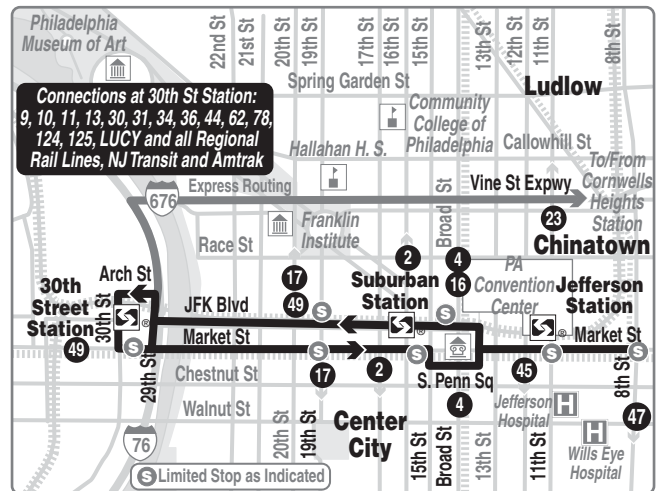 Philadelphia
Museum of Art
22nd St
21st St
20th St
19th St
17th St
16th St
15th St
13th St
12th St
11th St
8th St
Spring Garden St
Ludlow
Connections at 30th St Station:
9, 10, 11, 13, 30, 31, 34, 36, 44, 62, 78,
124, 125, LUCY and all Regional
Rail Lines, NJ Transit and Amtrak
Community
College of
Philadelphia
Callowhill St
Hallahan H. S.
To/From
Cornwells
Heights
Station
676
Express Routing
Vine St Expwy
Broad St
23
Franklin
Institute
Chinatown
Race St
2
4
16
PA
Convention
Center
30th
Street
Station
49
Arch St
30th St
17
49
Suburban
Station
Jefferson
Station
JFK Blvd
S
S
Market St
Market St
S
S
S
S
S
29th St
Chestnut St
17
2
S. Penn Sq
45
8th St
Walnut St
4
Jefferson
Hospital
H
47
Center
City
76
20th St
19th St
15th St
Broad St
13th St
11th St
H
Wills Eye
Hospital
S Limited Stop as Indicated
®
®
®